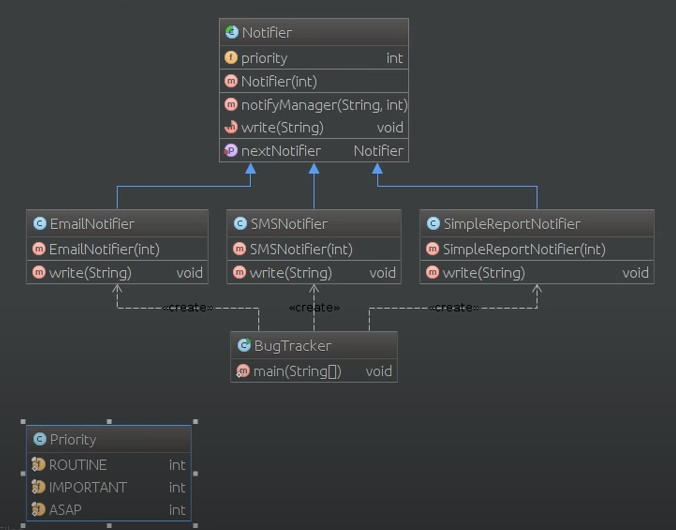 Notifier
priority int
Notifier(int)
notifyManager(String, int)
write(String) void
nextNotifier Notifier
EmailNotifier
EmailNotifier(int)
write(String) void
SMSNotifier
SMSNotifier(int)
write(String) void
SimpleReportNotifier
SimpleReportNotifier(int)
write(String) void
«create»
«create»
«create»
BugTracker
main(String[]) void
Priority
ROUTINE int
IMPORTANT int
ASAP int